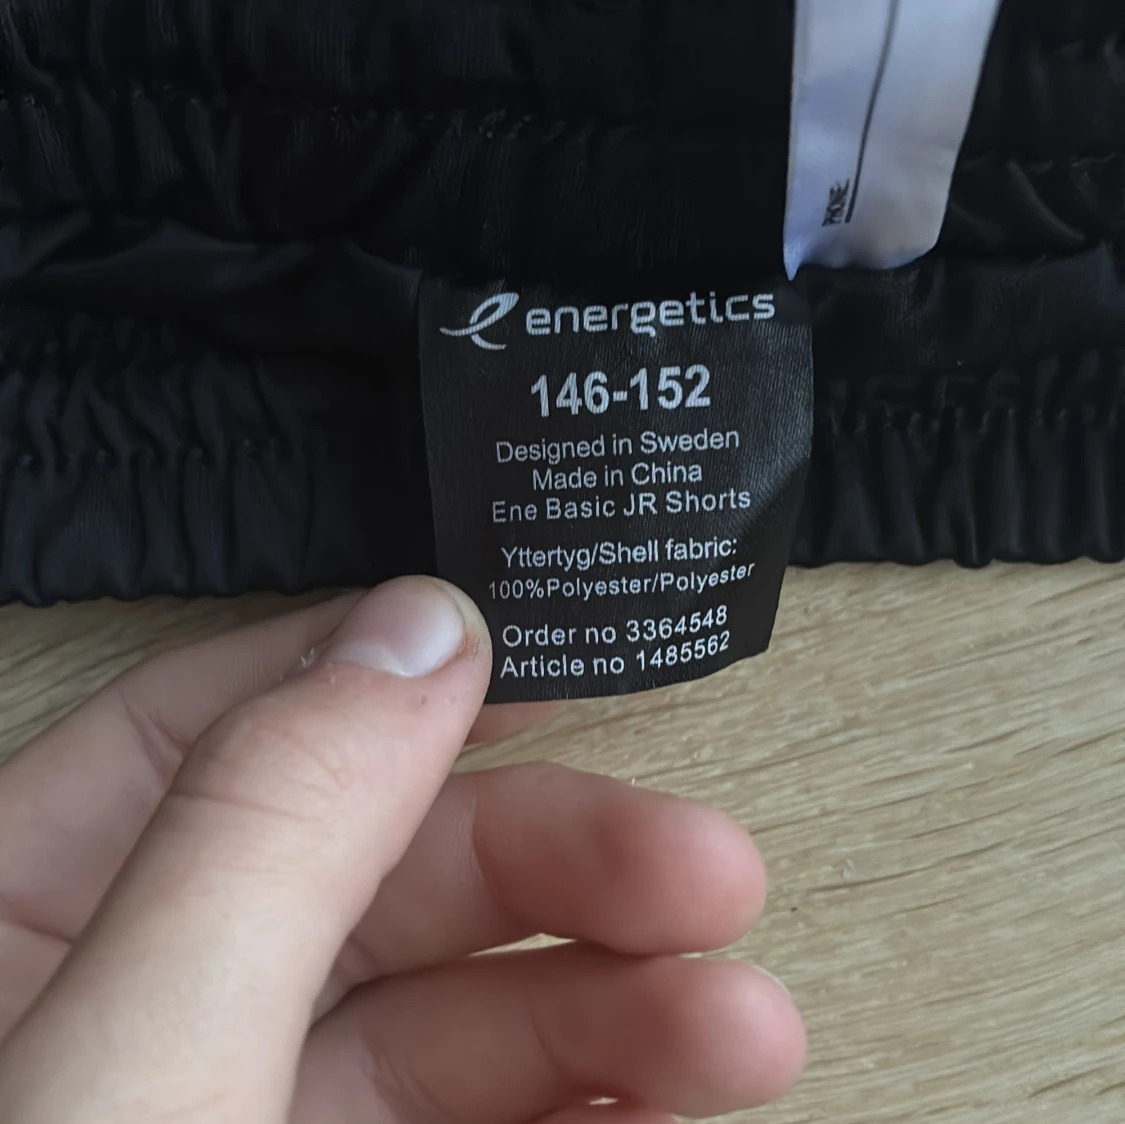 PHONE:
energetics
146-152
Designed in Sweden
Made in China
Ene Basic JR Shorts
Yttertyg/Shell fabric:
100%Polyester/Polyester
Order no 3364548
Article no 1485562